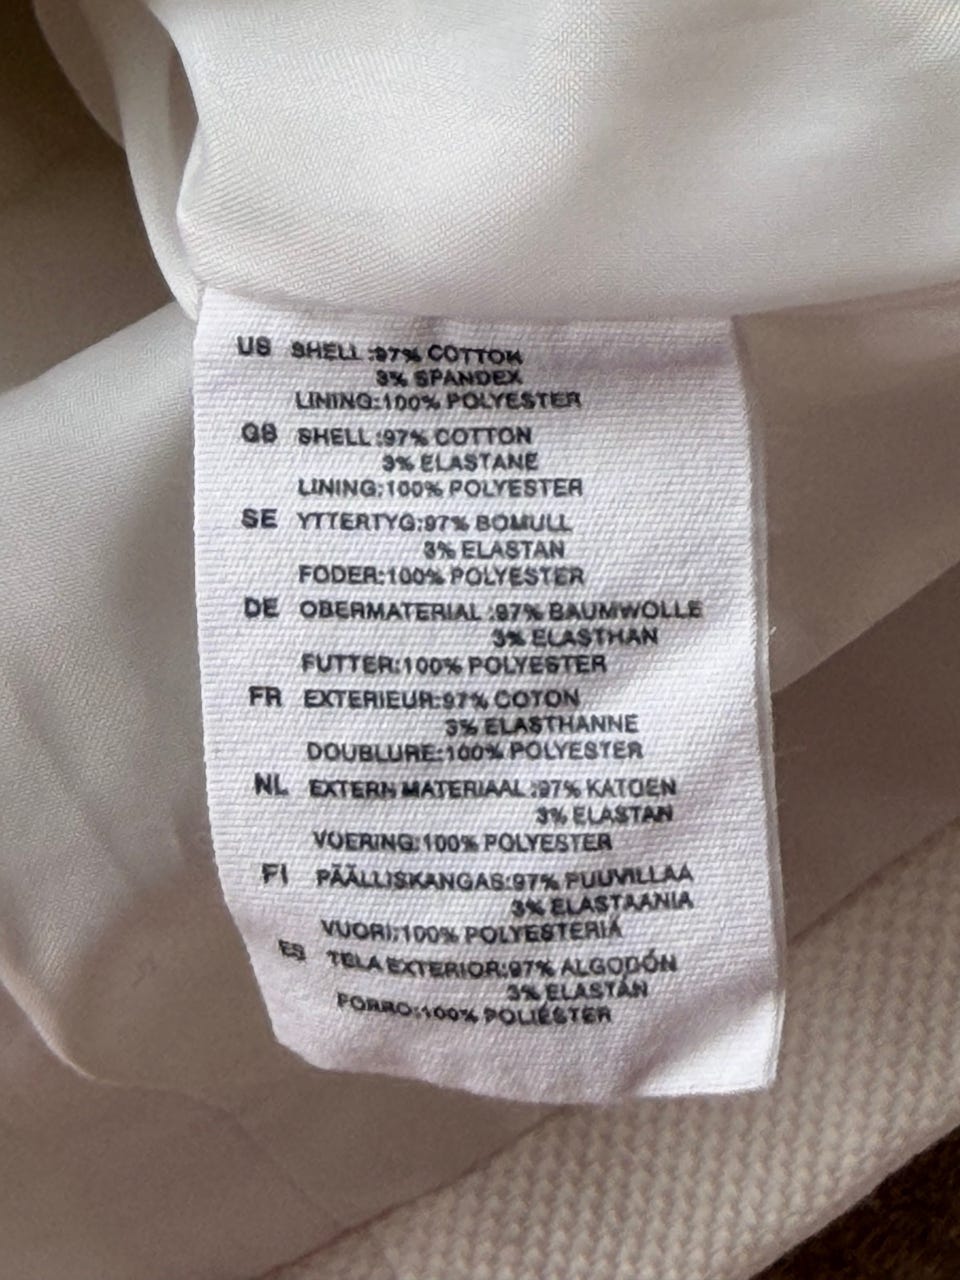 US SHELL :97% COTTON
3% SPANDEX
LINING:100% POLYESTER
GB SHELL :97% COTTON
3% ELASTANE
LINING:100% POLYESTER
SE YTTERTYG:97% BOMULL
3% ELASTAN
FODER:100% POLYESTER
DE OBERMATERIAL :97% BAUMWOLLE
3% ELASTHAN
FUTTER:100% POLYESTER
FR EXTERIEUR:97% COTON
3% ELASTHANNE
DOUBLURE:100% POLYESTER
NL EXTERN MATERIAAL :97% KATOEN
3% ELASTAN
VOERING:100% POLYESTER
FI PÄÄLLISKANGAS:97% PUUVILLAA
3% ELASTAANIA
VUORI:100% POLYESTERIÄ
ES TELA EXTERIOR:97% ALGODÓN
3% ELASTÁN
FORRO:100% POLIÉSTER